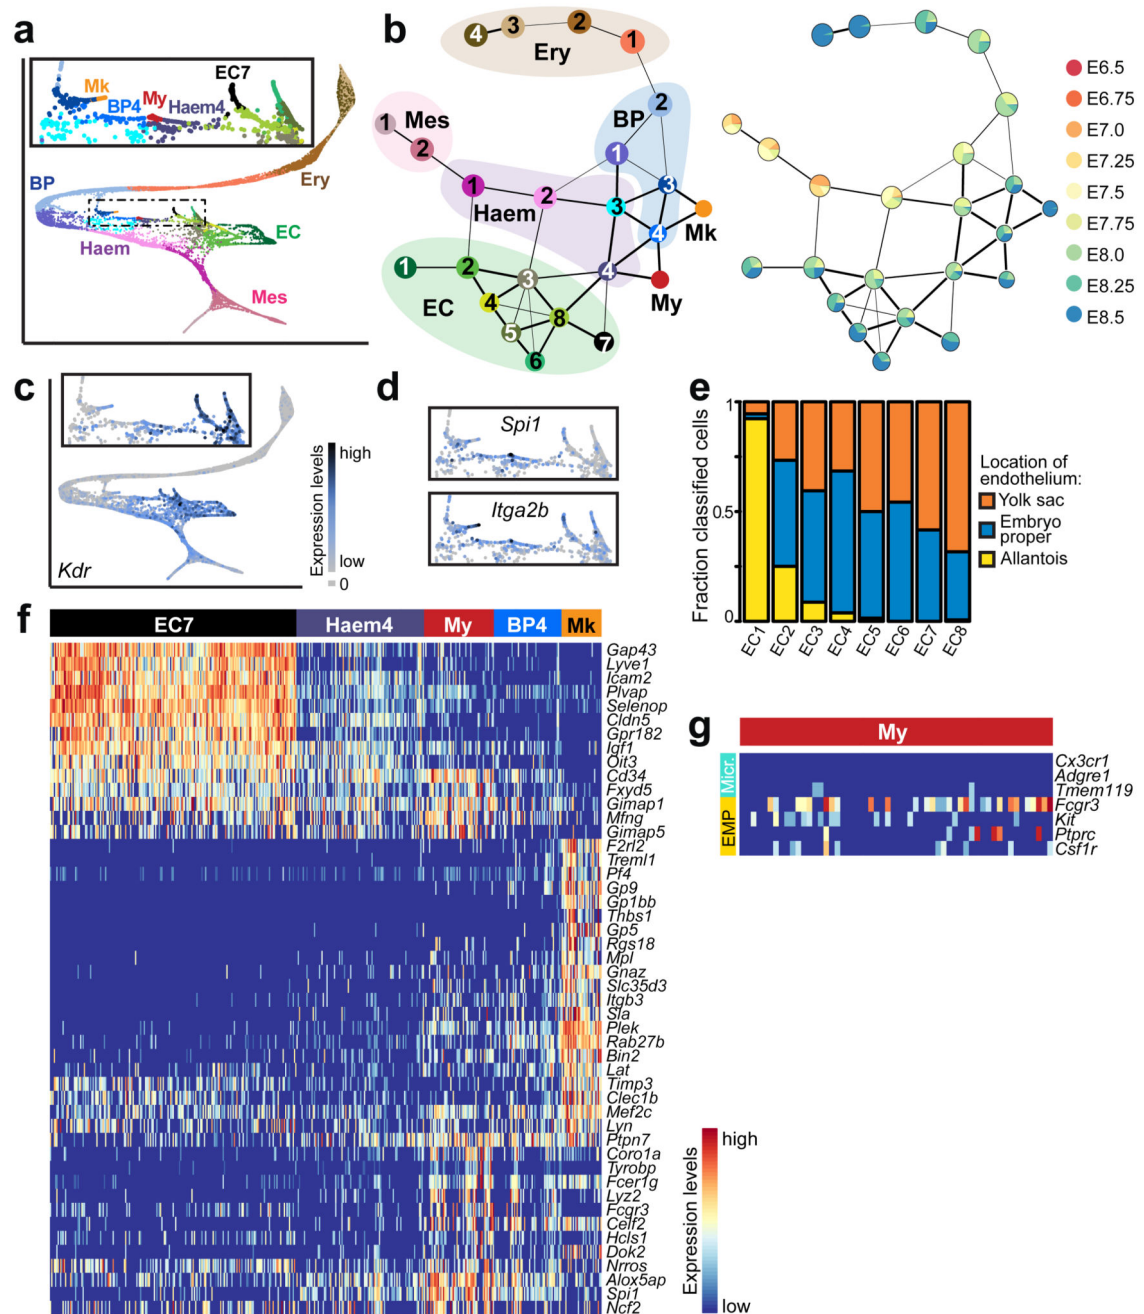 a
EC7
Mk
BP4
My
Haem4
BP
Ery
EC
Haem
Mes
b
4
3
2
1
Ery
2
BP
Mes
1
2
1
3
1
2
3
Haem
Mk
4
1
2
3
4
My
EC
4
5
8
7
6
E6.5
E6.75
E7.0
E7.25
E7.5
E7.75
E8.0
E8.25
E8.5
c
Kdr
Expression levels
high
low
0
d
Spi1
Itga2b
e
Fraction classified cells
1
0.5
0
EC1
EC2
EC3
EC4
EC5
EC6
EC7
EC8
Location of
endothelium:
Yolk sac
Embryo
proper
Allantois
f
EC7 Haem4 My BP4 Mk
Gap43
Lyve1
Icam2
Plvap
Selenop
Cldn5
Gpr182
Igf1
Oit3
Cd34
Fxyd5
Gimap1
Mfng
Gimap5
F2rl2
Treml1
Pf4
Gp9
Gp1bb
Thbs1
Gp5
Rgs18
Mpl
Gnaz
Slc35d3
Itgb3
Sla
Plek
Rab27b
Bin2
Lat
Timp3
Clec1b
Mef2c
Lyn
Ptpn7
Coro1a
Tyrobp
Fcer1g
Lyz2
Fcgr3
Celf2
Hcls1
Dok2
Nrros
Alox5ap
Spi1
Ncf2
Expression levels
high
low
g
My
Micr.
EMP
Cx3cr1
Adgre1
Tmem119
Fcgr3
Kit
Ptprc
Csf1r